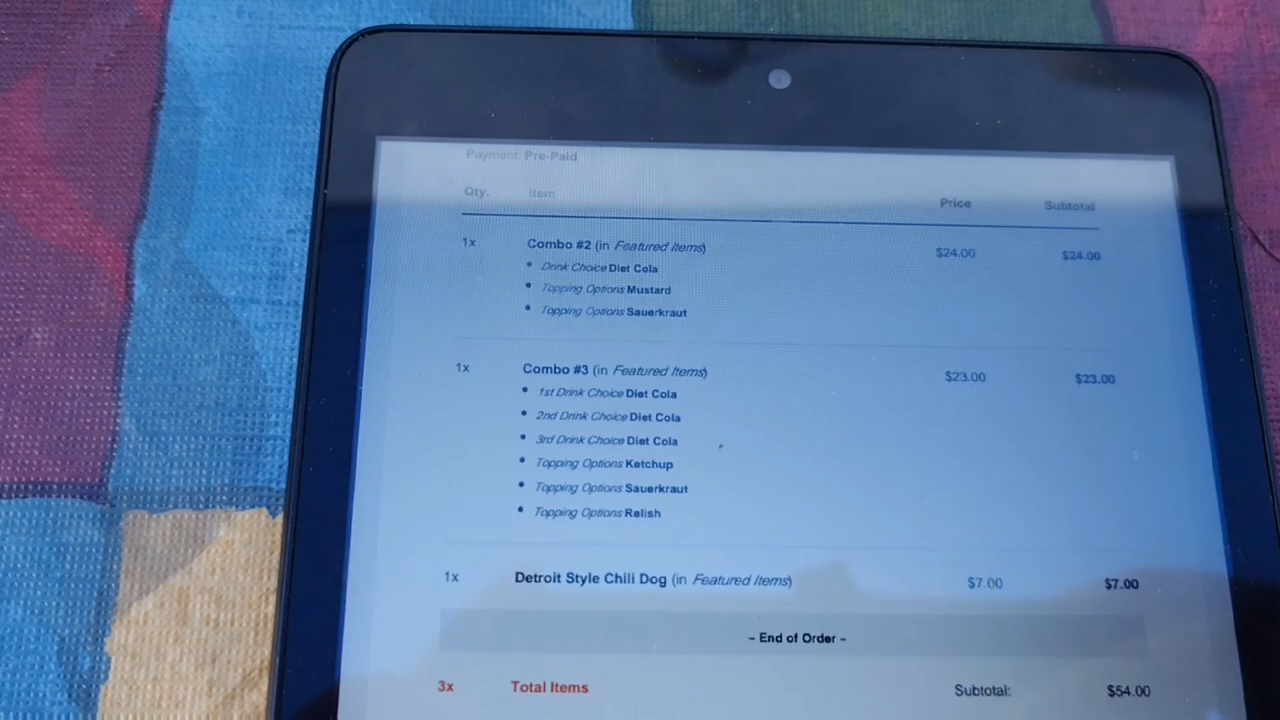 Payment: Pre-Paid
Qty. Item Price Subtotal
1x Combo #2 (in Featured Items) $24.00 $24.00
• Drink Choice Diet Cola
• Topping Options Mustard
• Topping Options Sauerkraut
1x Combo #3 (in Featured Items) $23.00 $23.00
• 1st Drink Choice Diet Cola
• 2nd Drink Choice Diet Cola
• 3rd Drink Choice Diet Cola
• Topping Options Ketchup
• Topping Options Sauerkraut
• Topping Options Relish
1x Detroit Style Chili Dog (in Featured Items) $7.00 $7.00
~ End of Order ~
3x Total Items Subtotal: $54.00